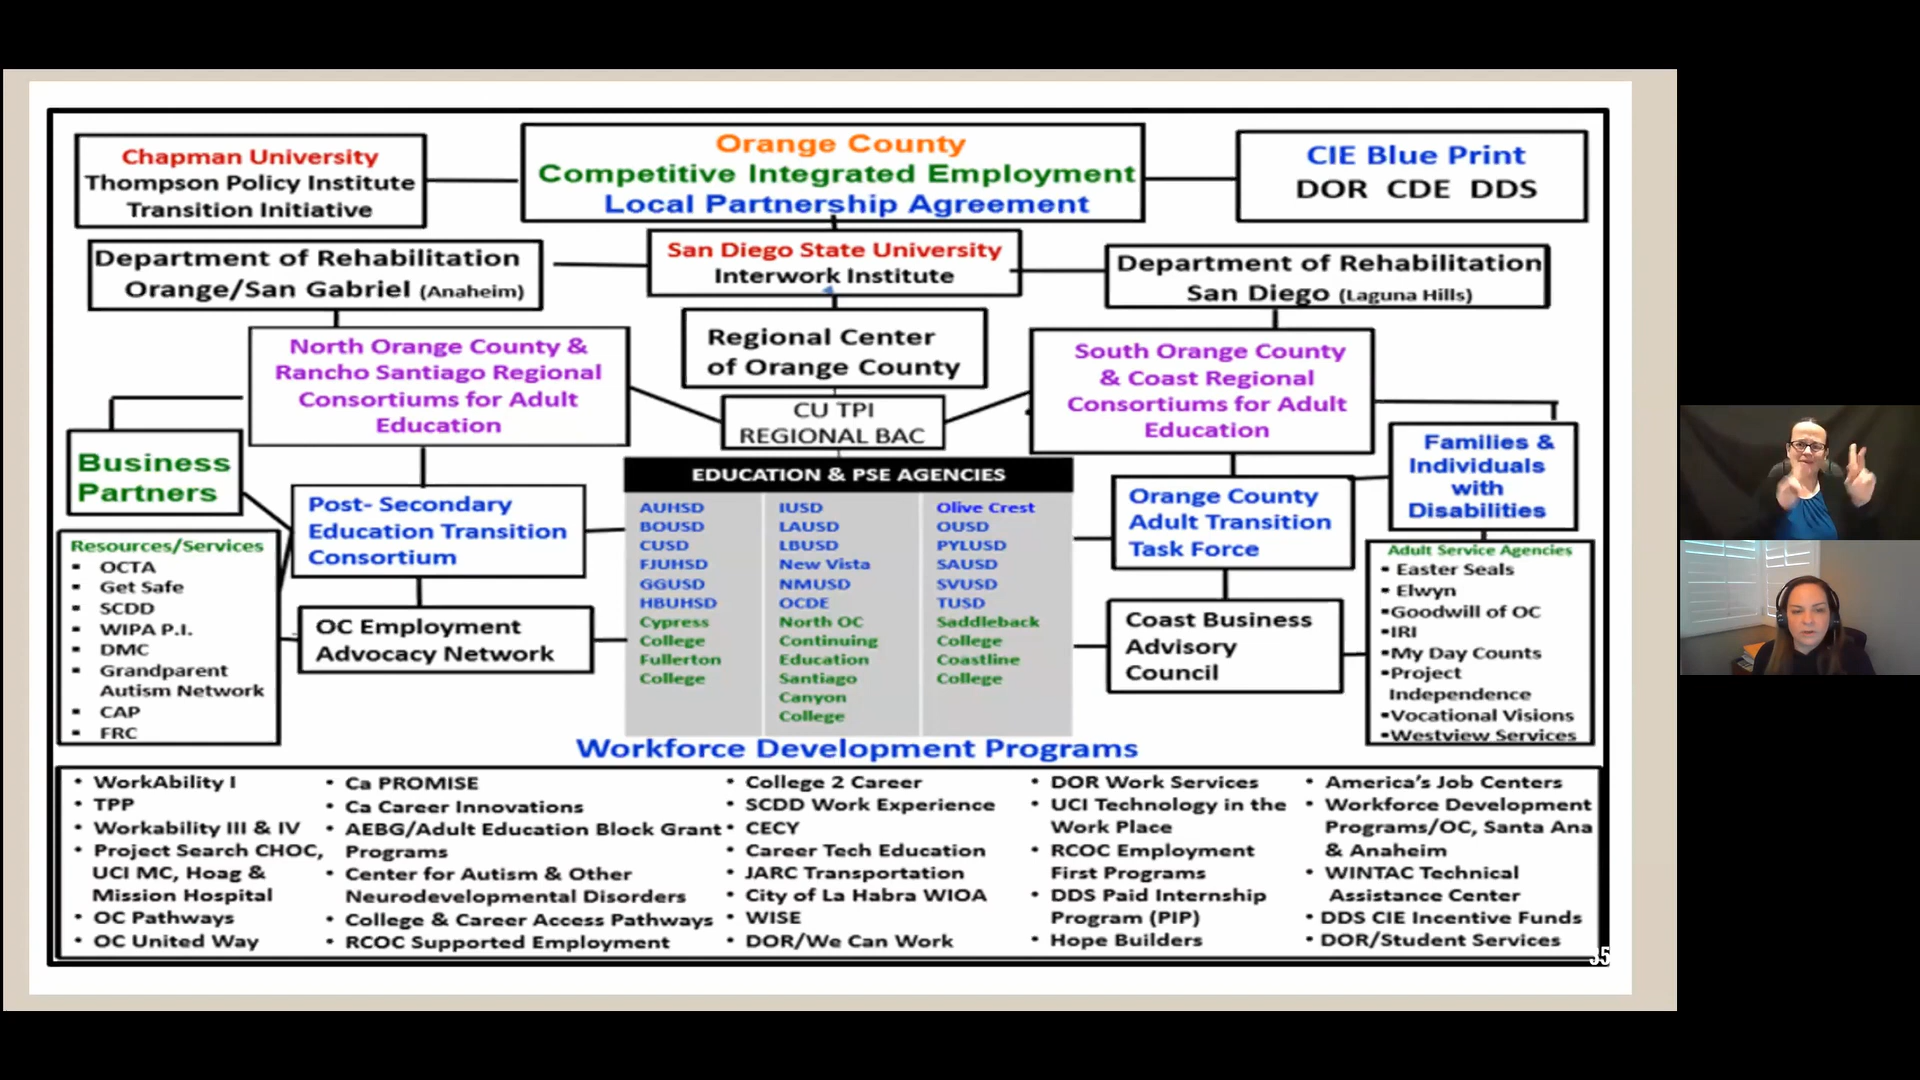 Chapman University
Thompson Policy Institute
Transition Initiative
Orange County
Competitive Integrated Employment
Local Partnership Agreement
CIE Blue Print
DOR CDE DDS
Department of Rehabilitation
Orange/San Gabriel (Anaheim)
San Diego State University
Interwork Institute
Department of Rehabilitation
San Diego (Laguna Hills)
North Orange County &
Rancho Santiago Regional
Consortiums for Adult
Education
Regional Center
of Orange County
South Orange County
& Coast Regional
Consortiums for Adult
Education
CU TPI
REGIONAL BAC
Business
Partners
Families &
Individuals
with
Disabilities
Post- Secondary
Education Transition
Consortium
EDUCATION & PSE AGENCIES
AUHSD
BOUSD
CUSD
FJUHSD
GGUSD
HBUHSD
Cypress
College
Fullerton
College
IUSD
LAUSD
LBUSD
New Vista
NMUSD
OCDE
North OC
Continuing
Education
Santiago
Canyon
College
Olive Crest
OUSD
PYLUSD
SAUSD
SVUSD
TUSD
Saddleback
College
Coastline
College
Orange County
Adult Transition
Task Force
Resources/Services
▪ OCTA
▪ Get Safe
▪ SCDD
▪ WIPA P.I.
▪ DMC
▪ Grandparent
Autism Network
▪ CAP
▪ FRC
OC Employment
Advocacy Network
Coast Business
Advisory
Council
Adult Service Agencies
▪ Easter Seals
▪ Elwyn
▪Goodwill of OC
▪IRI
▪My Day Counts
▪Project
Independence
▪Vocational Visions
▪Westview Services
Workforce Development Programs
• WorkAbility I
• TPP
• Workability III & IV
• Project Search CHOC,
UCI MC, Hoag &
Mission Hospital
• OC Pathways
• OC United Way
• Ca PROMISE
• Ca Career Innovations
• AEBG/Adult Education Block Grant
Programs
• Center for Autism & Other
Neurodevelopmental Disorders
• College & Career Access Pathways
• RCOC Supported Employment
• College 2 Career
• SCDD Work Experience
• CECY
• Career Tech Education
• JARC Transportation
• City of La Habra WIOA
• WISE
• DOR/We Can Work
• DOR Work Services
• UCI Technology in the
Work Place
• RCOC Employment
First Programs
• DDS Paid Internship
Program (PIP)
• Hope Builders
• America's Job Centers
• Workforce Development
Programs/OC, Santa Ana
& Anaheim
• WINTAC Technical
Assistance Center
• DDS CIE Incentive Funds
• DOR/Student Services
35